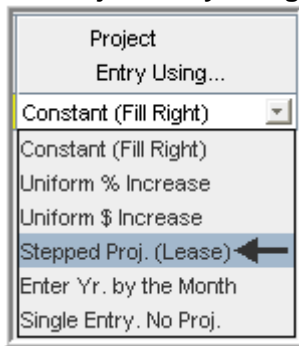 Project
Entry Using...
Constant (Fill Right)
Constant (Fill Right)
Uniform % Increase
Uniform $ Increase
Stepped Proj. (Lease)
Enter Yr. by the Month
Single Entry. No Proj.